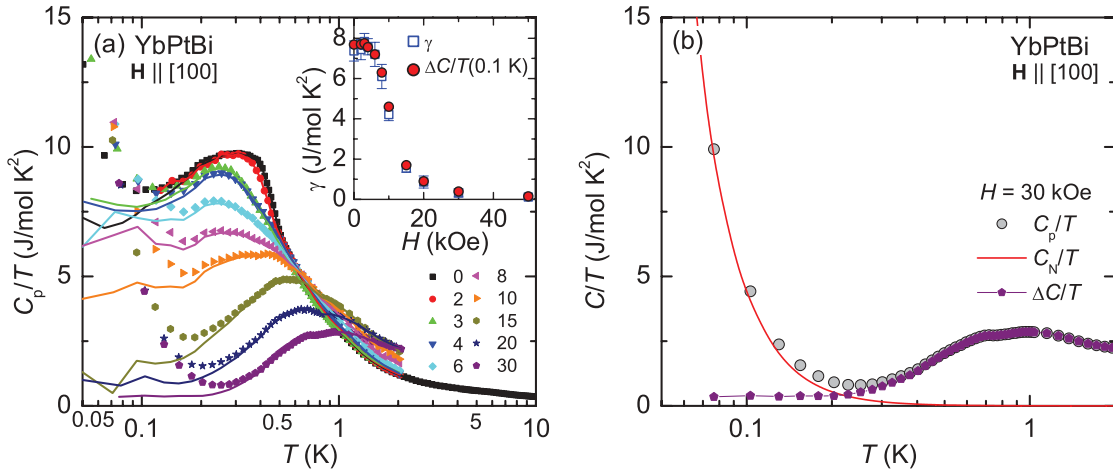 (a) YbPtBi
H || [100]
15
10
5
0
Cp/T (J/mol K²)
0.05
0.1
0.5
1
5
10
T (K)
γ
ΔC/T(0.1 K)
8
6
4
2
0
γ (J/mol K²)
0
20
40
H (kOe)
0 8
2 10
3 15
4 20
6 30
(b) YbPtBi
H || [100]
15
10
5
0
C/T (J/mol K²)
H = 30 kOe
Cp/T
CN/T
ΔC/T
0.1
1
T (K)